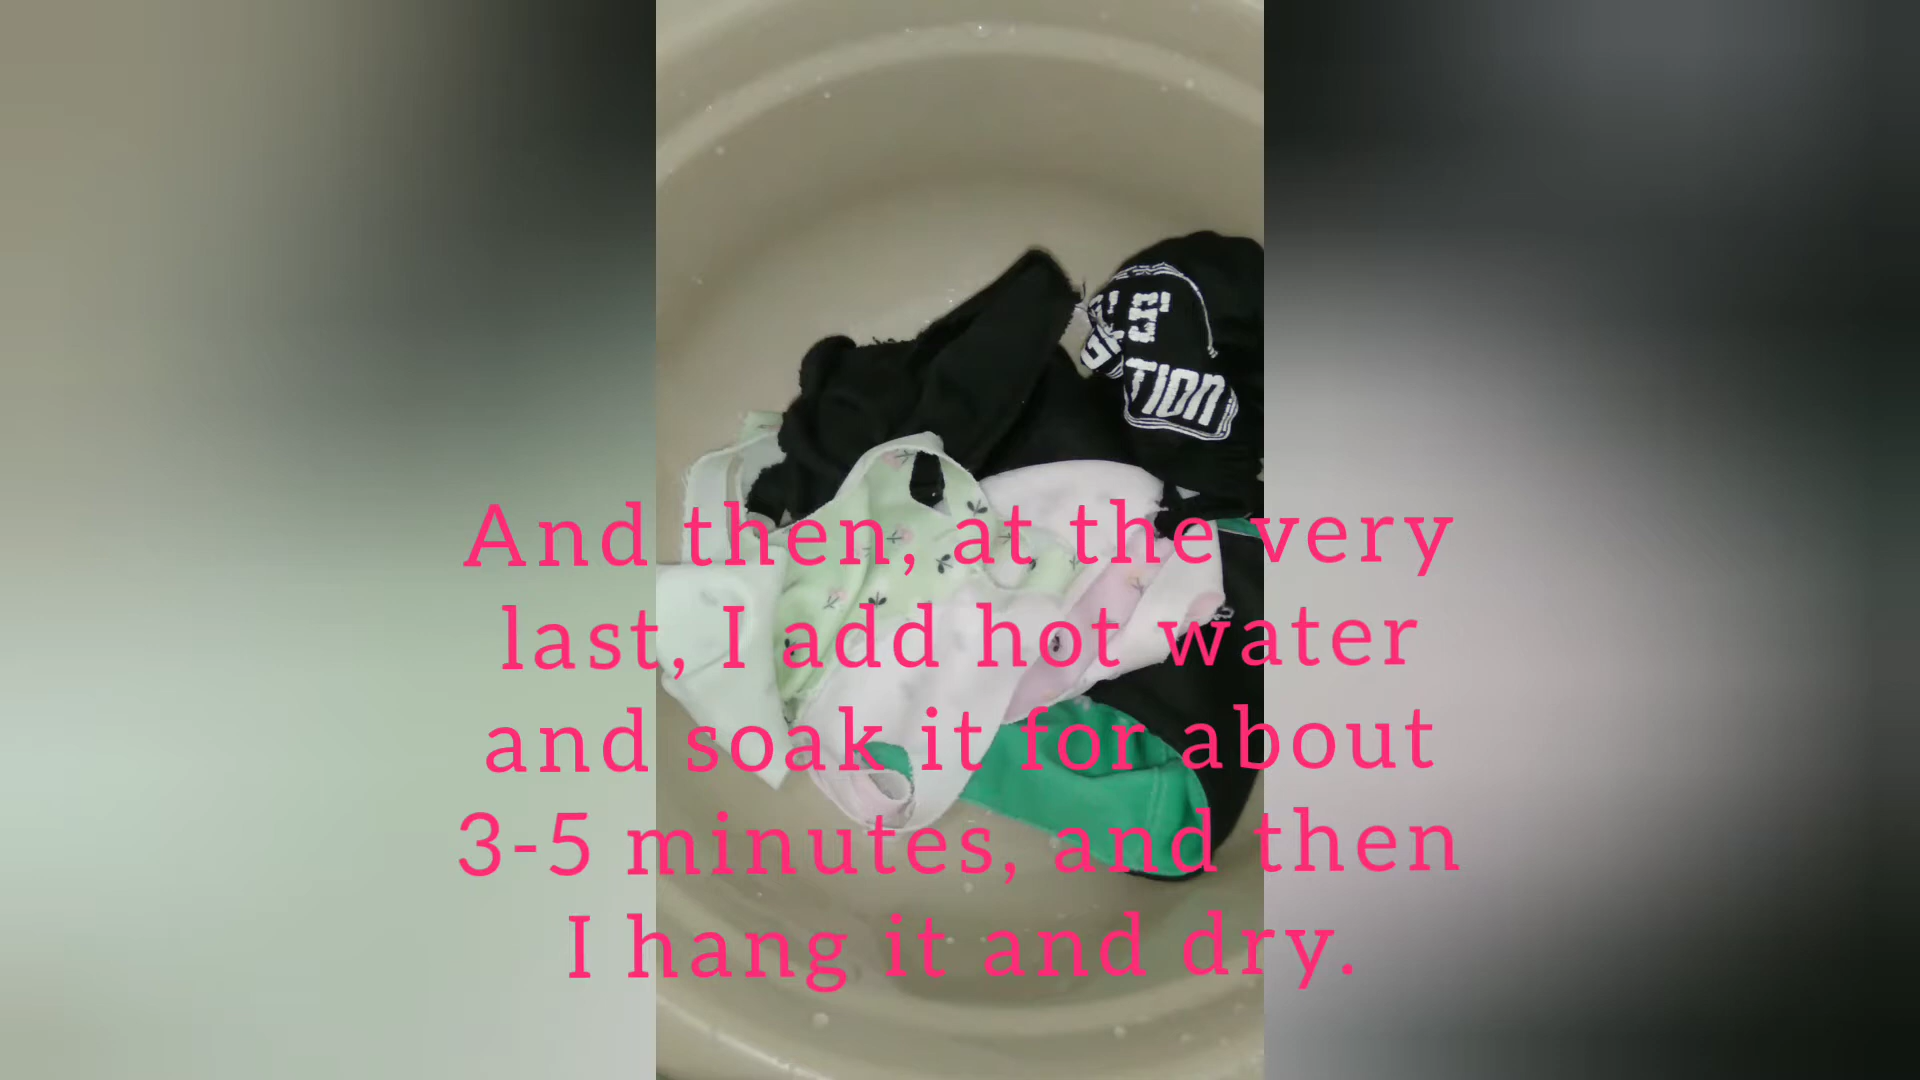 TION
And then, at the very
last, I add hot water
and soak it for about
3-5 minutes, and then
I hang it and dry.